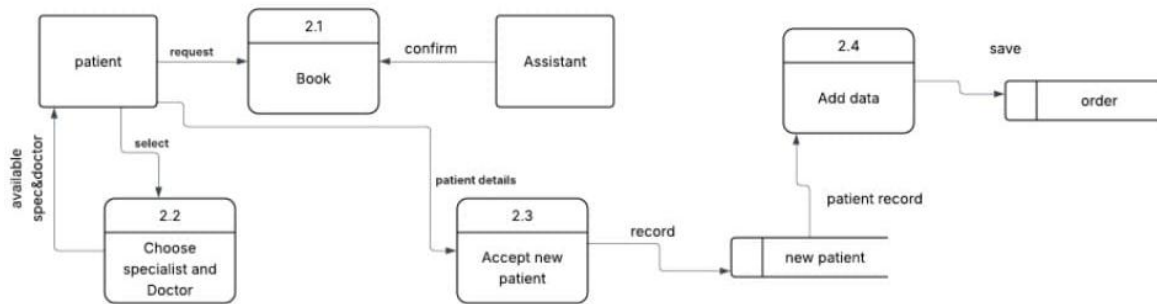 patient
request
2.1
Book
confirm
Assistant
2.4
Add data
save
order
available
spec&doctor
select
2.2
Choose
specialist and
Doctor
patient details
2.3
Accept new
patient
record
new patient
patient record